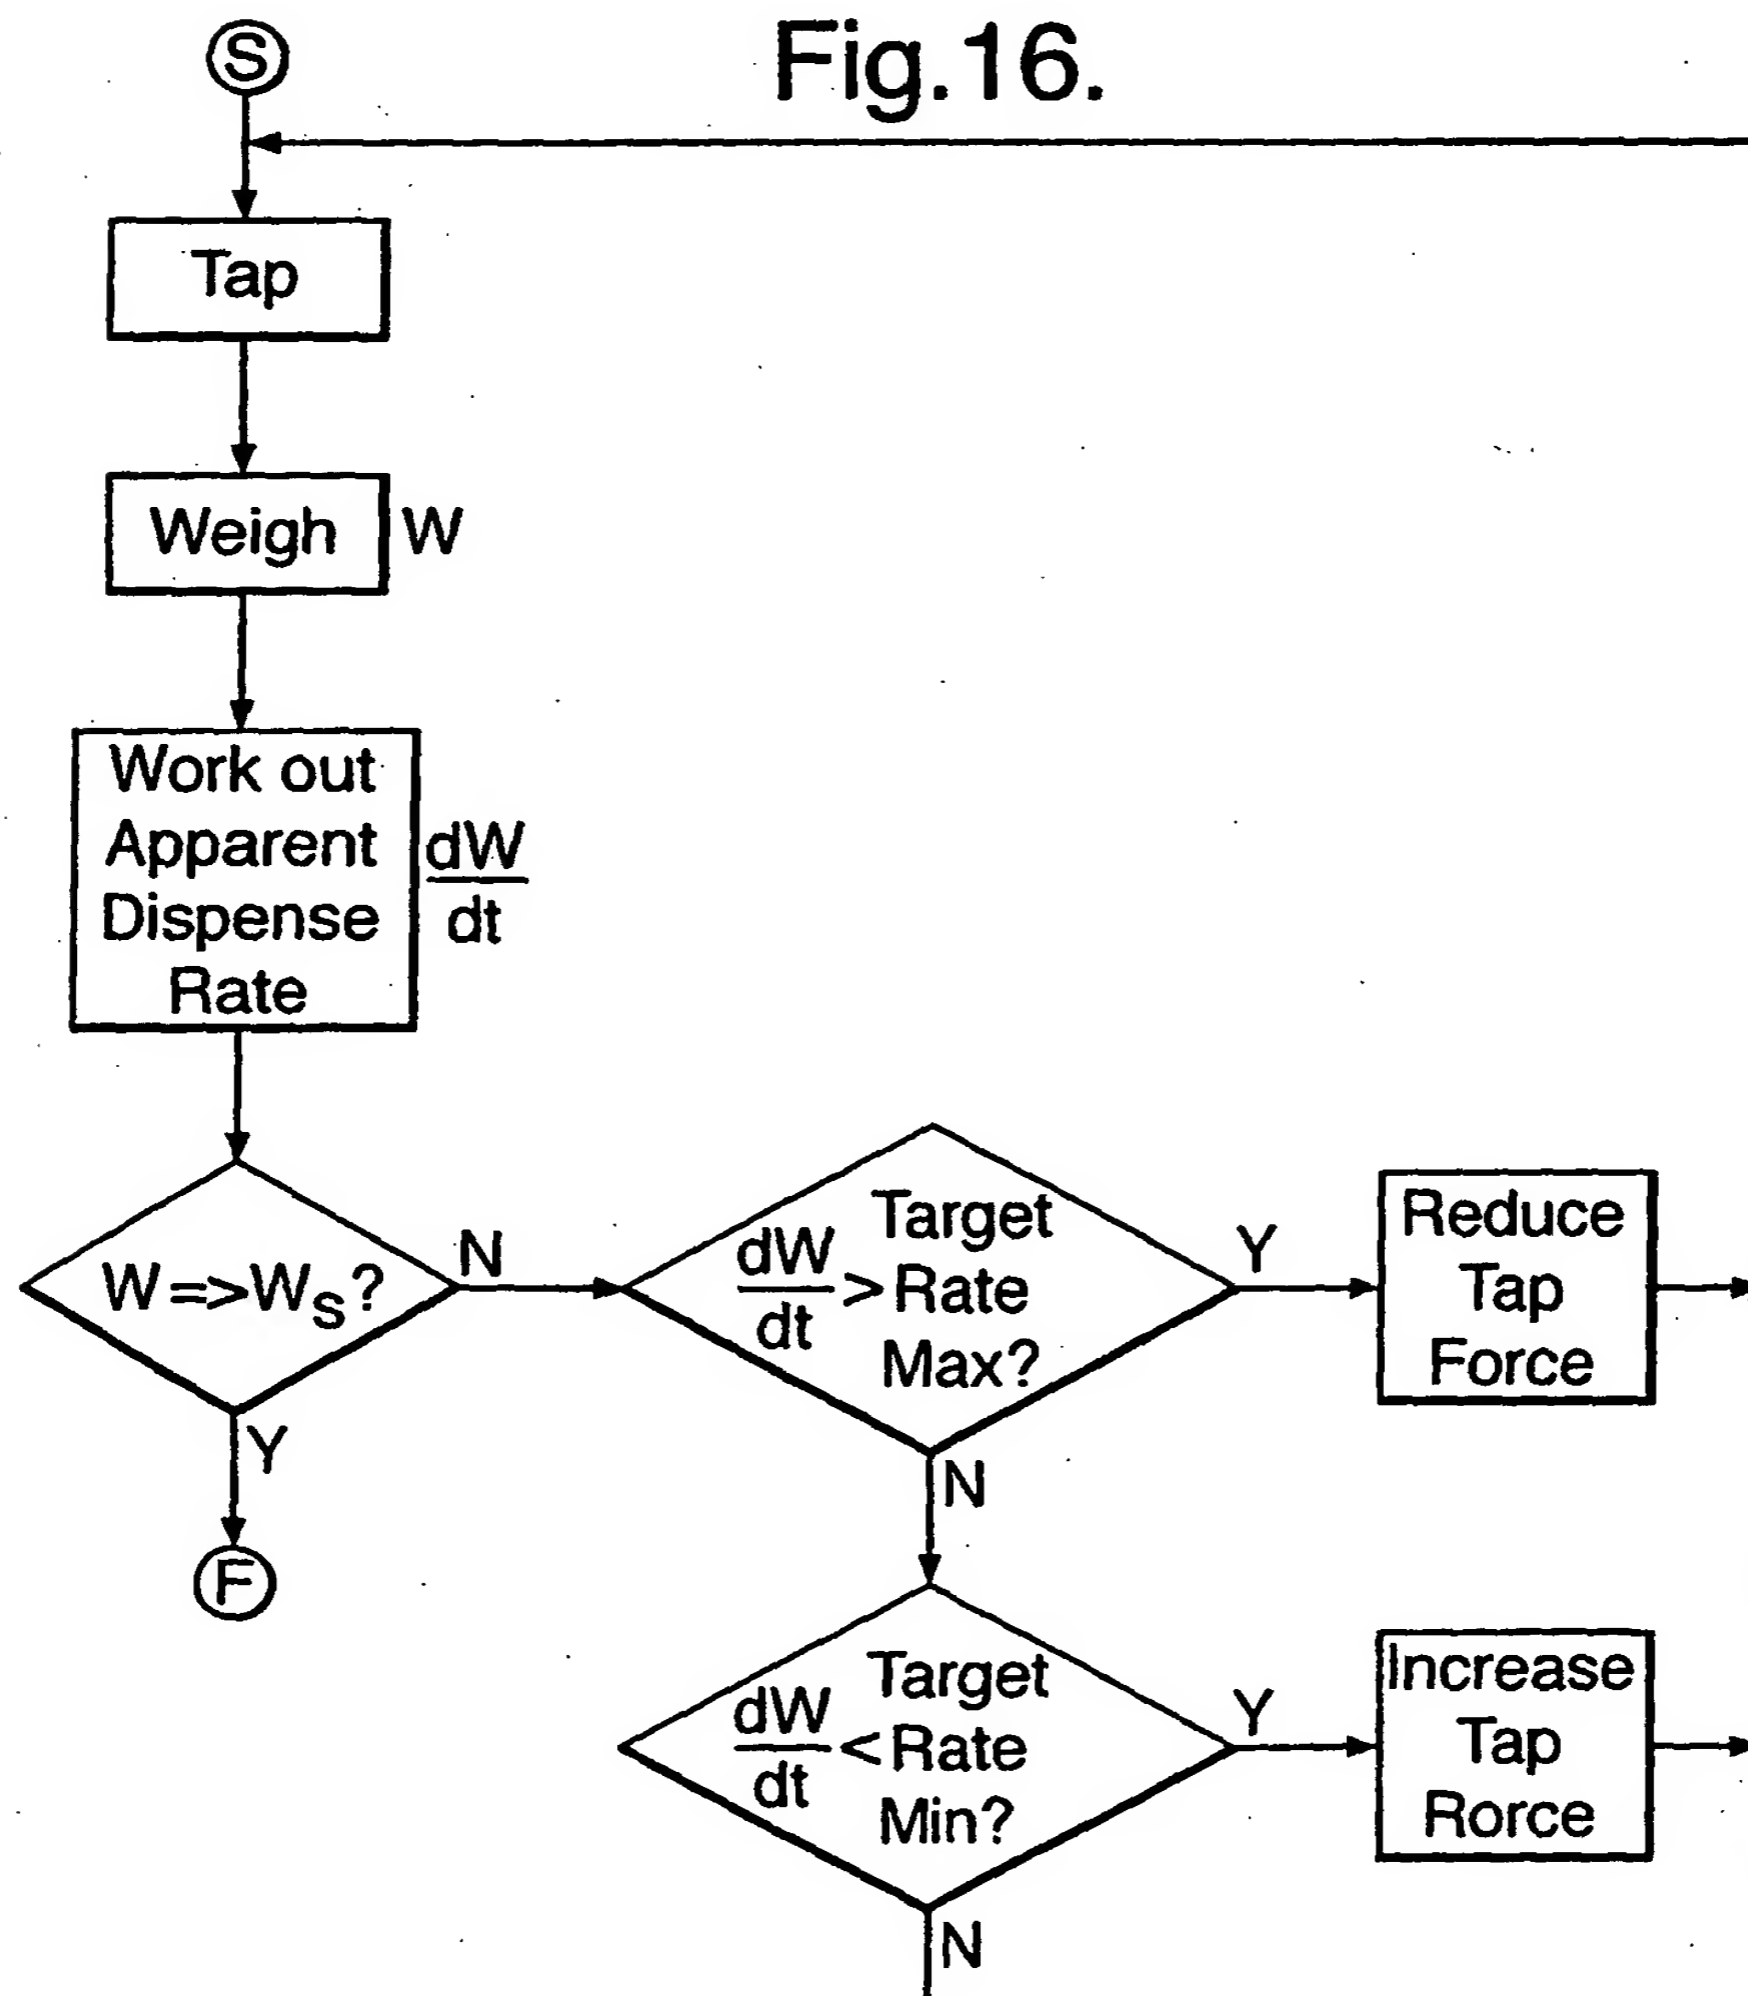 Fig.16.
S
Tap
Weigh W
Work out
Apparent
Dispense
Rate
dW
dt
W=>WS?
N
Y
F
Target
dW
dt
> Rate
Max?
Y
N
Reduce
Tap
Force
Target
dW
dt
< Rate
Min?
Y
N
Increase
Tap
Rorce